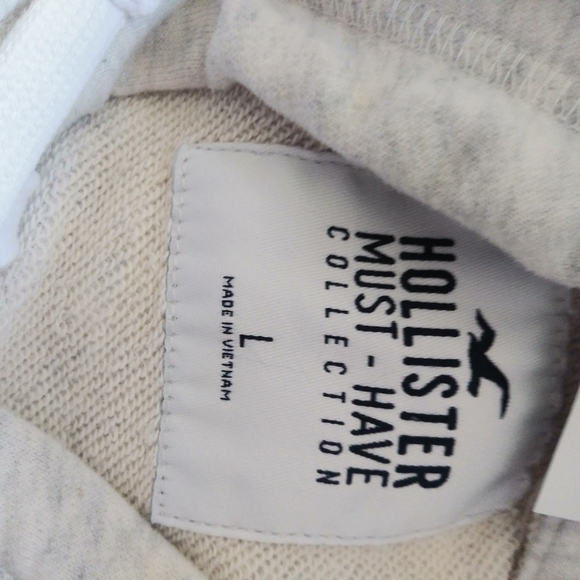 HOLLISTER
MUST-HAVE
COLLECTION
L
MADE IN VIETNAM